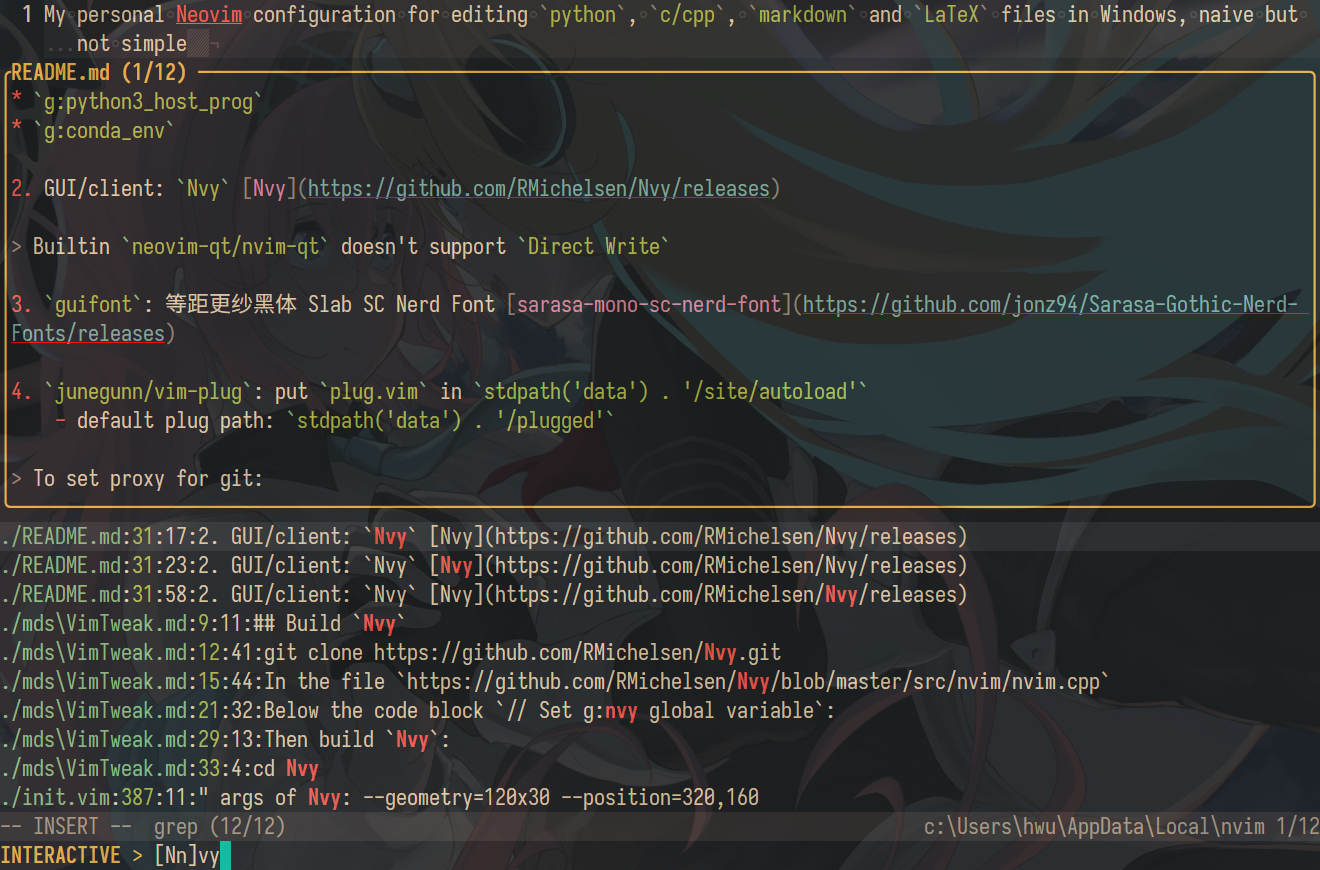 1 My personal Neovim configuration for editing `python`, `c/cpp`, `markdown` and `LaTeX` files in Windows, naive but
...not simple¬
README.md (1/12)
* `g:python3_host_prog`
* `g:conda_env`
2. GUI/client: `Nvy` [Nvy](https://github.com/RMichelsen/Nvy/releases)
> Builtin `neovim-qt/nvim-qt` doesn't support `Direct Write`
3. `guifont`: 等距更纱黑体 Slab SC Nerd Font [sarasa-mono-sc-nerd-font](https://github.com/jonz94/Sarasa-Gothic-Nerd-
Fonts/releases)
4. `junegunn/vim-plug`: put `plug.vim` in `stdpath('data') . '/site/autoload'`
- default plug path: `stdpath('data') . '/plugged'`
> To set proxy for git:
./README.md:31:17:2. GUI/client: `Nvy` [Nvy](https://github.com/RMichelsen/Nvy/releases)
./README.md:31:23:2. GUI/client: `Nvy` [Nvy](https://github.com/RMichelsen/Nvy/releases)
./README.md:31:58:2. GUI/client: `Nvy` [Nvy](https://github.com/RMichelsen/Nvy/releases)
./mds\VimTweak.md:9:11:## Build `Nvy`
./mds\VimTweak.md:12:41:git clone https://github.com/RMichelsen/Nvy.git
./mds\VimTweak.md:15:44:In the file `https://github.com/RMichelsen/Nvy/blob/master/src/nvim/nvim.cpp`
./mds\VimTweak.md:21:32:Below the code block `// Set g:nvy global variable`:
./mds\VimTweak.md:29:13:Then build `Nvy`:
./mds\VimTweak.md:33:4:cd Nvy
./init.vim:387:11:" args of Nvy: --geometry=120x30 --position=320,160
-- INSERT -- grep (12/12) c:\Users\hwu\AppData\Local\nvim 1/12
INTERACTIVE > [Nn]vy